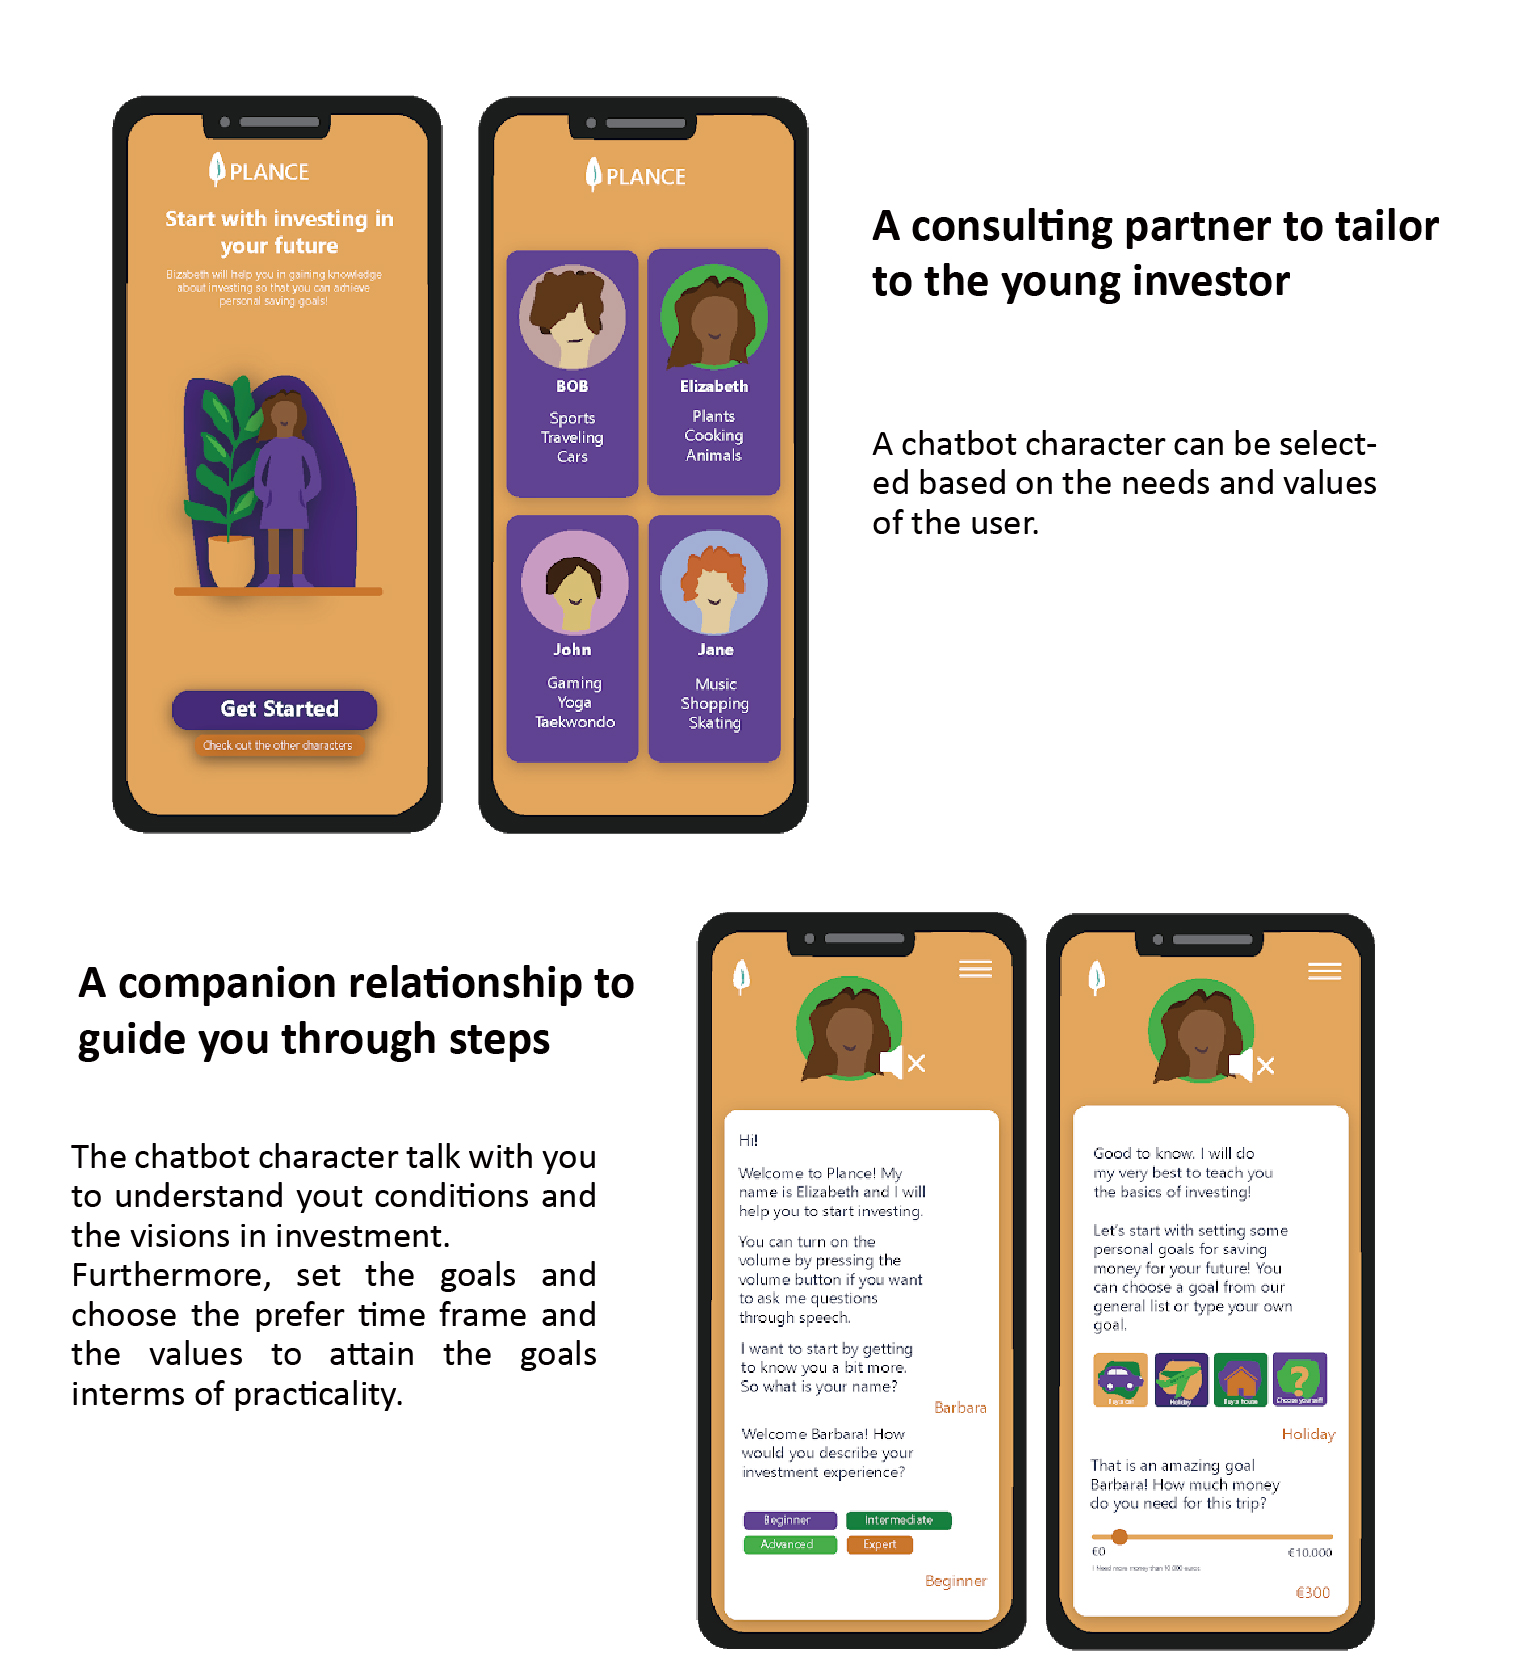 PLANCE
Start with investing in
your future
Elizabeth will help you in gaining knowledge
about investing so that you can achieve
personal saving goals!
Get Started
Check out the other characters
PLANCE
BOB
Sports
Traveling
Cars
Elizabeth
Plants
Cooking
Animals
John
Gaming
Yoga
Taekwondo
Jane
Music
Shopping
Skating
A consulting partner to tailor
to the young investor
A chatbot character can be select-
ed based on the needs and values
of the user.
A companion relationship to
guide you through steps
The chatbot character talk with you
to understand yout conditions and
the visions in investment.
Furthermore, set the goals and
choose the prefer time frame and
the values to attain the goals
interms of practicality.
Hi!
Welcome to Plance! My
name is Elizabeth and I will
help you to start investing.
You can turn on the
volume by pressing the
volume button if you want
to ask me questions
through speech.
I want to start by getting
to know you a bit more.
So what is your name?
Barbara
Welcome Barbara! How
would you describe your
investment experience?
Beginner
Intermediate
Advanced
Expert
Beginner
Good to know. I will do
my very best to teach you
the basics of investing!
Let's start with setting some
personal goals for saving
money for your future! You
can choose a goal from our
general list or type your own
goal.
Buy a car
Holiday
Buy a house
Choose yourself
Holiday
That is an amazing goal
Barbara! How much money
do you need for this trip?
€0
€10.000
I Need more money than 10.000 euros
€300